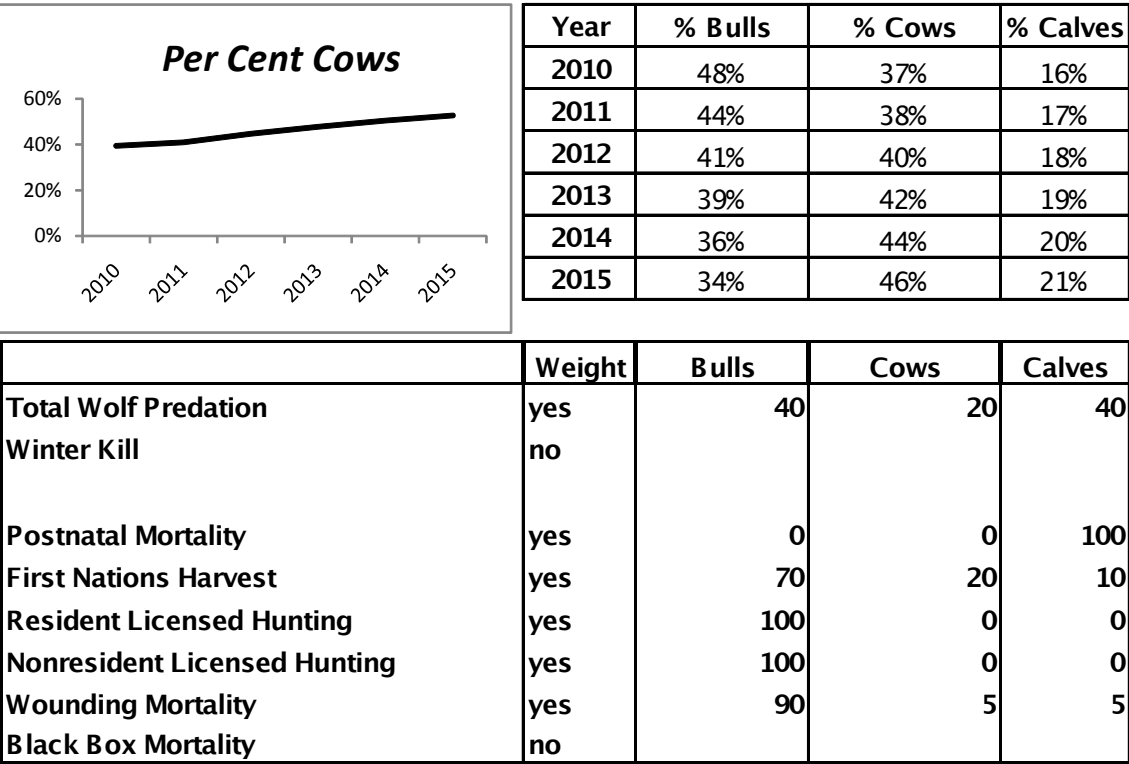 Per Cent Cows
60%
40%
20%
0%
2010 2011 2012 2013 2014 2015
Year % Bulls % Cows % Calves
2010 48% 37% 16%
2011 44% 38% 17%
2012 41% 40% 18%
2013 39% 42% 19%
2014 36% 44% 20%
2015 34% 46% 21%
Weight Bulls Cows Calves
Total Wolf Predation yes 40 20 40
Winter Kill no
Postnatal Mortality yes 0 0 100
First Nations Harvest yes 70 20 10
Resident Licensed Hunting yes 100 0 0
Nonresident Licensed Hunting yes 100 0 0
Wounding Mortality yes 90 5 5
Black Box Mortality no